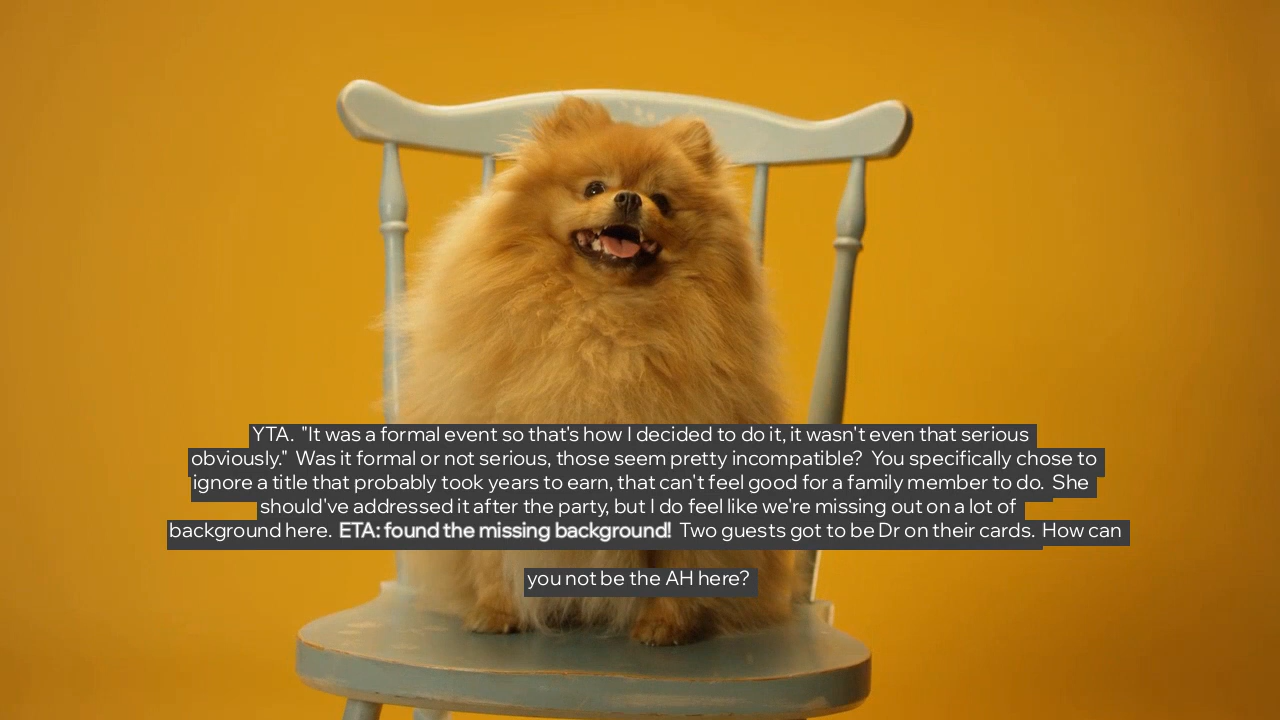 YTA. "It was a formal event so that's how I decided to do it, it wasn't even that serious
obviously." Was it formal or not serious, those seem pretty incompatible? You specifically chose to
ignore a title that probably took years to earn, that can't feel good for a family member to do. She
should've addressed it after the party, but I do feel like we're missing out on a lot of
background here. ETA: found the missing background! Two guests got to be Dr on their cards. How can
you not be the AH here?